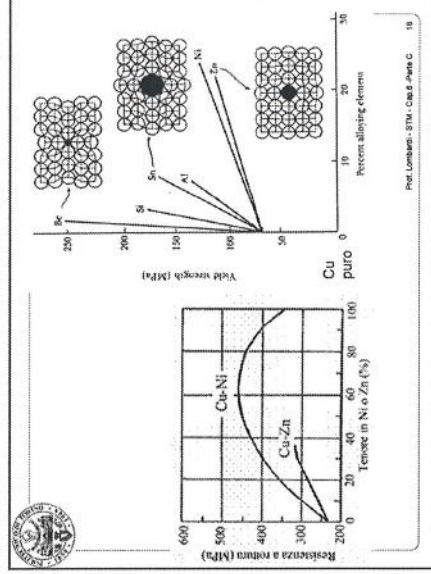 600
500
400
300
200
Resistenza a rottura (MPa)
Cu-Ni
Cu-Zn
0 20 40 60 80 100
Tenore in Ni o Zn (%)
250
200
150
100
50
Yield strength (MPa)
Be
Si
Sn
Al
Ni
Zn
0 10 20 30
Percent alloying element
Cu
puro
Prof. Lombardi - STM - Cap.6 -Parte C 18